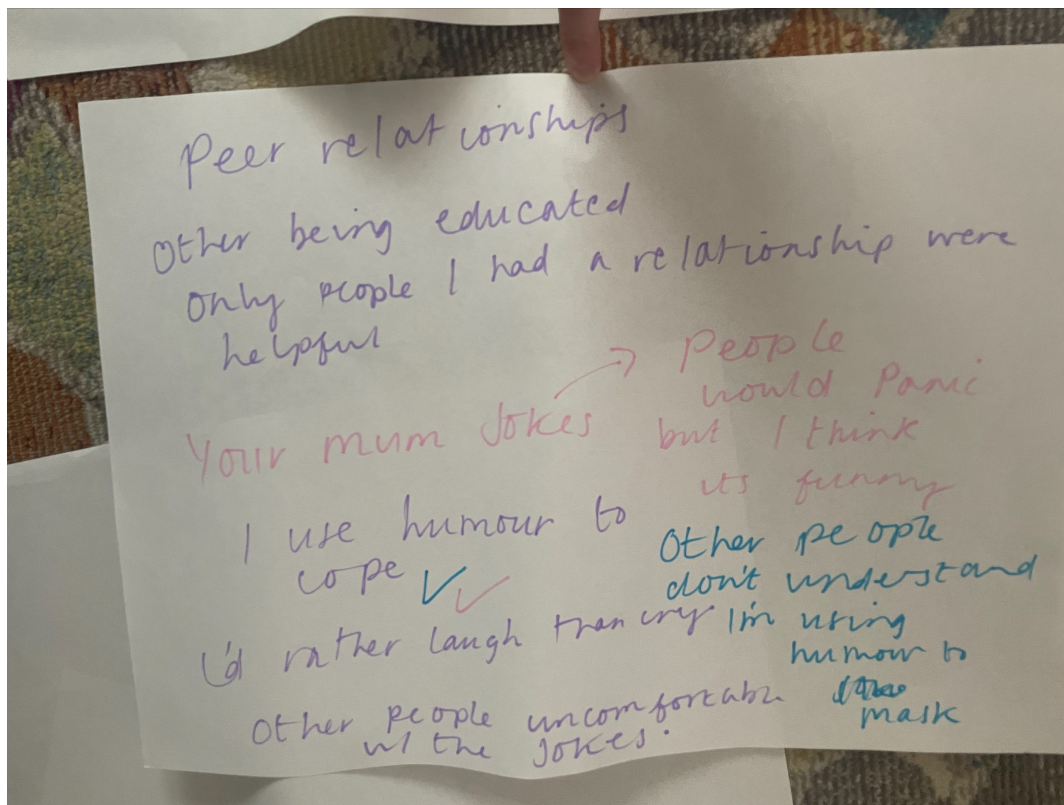 Peer relationships
Other being educated
Only people I had a relationship were
helpful
Your mum Jokes → People
would Panic
but I think
its funny
I use humour to
cope ✓✓
I'd rather laugh than cry
Other people
don't understand
I'm using
humour to
mask
Other people uncomfortable
w/ the Jokes.